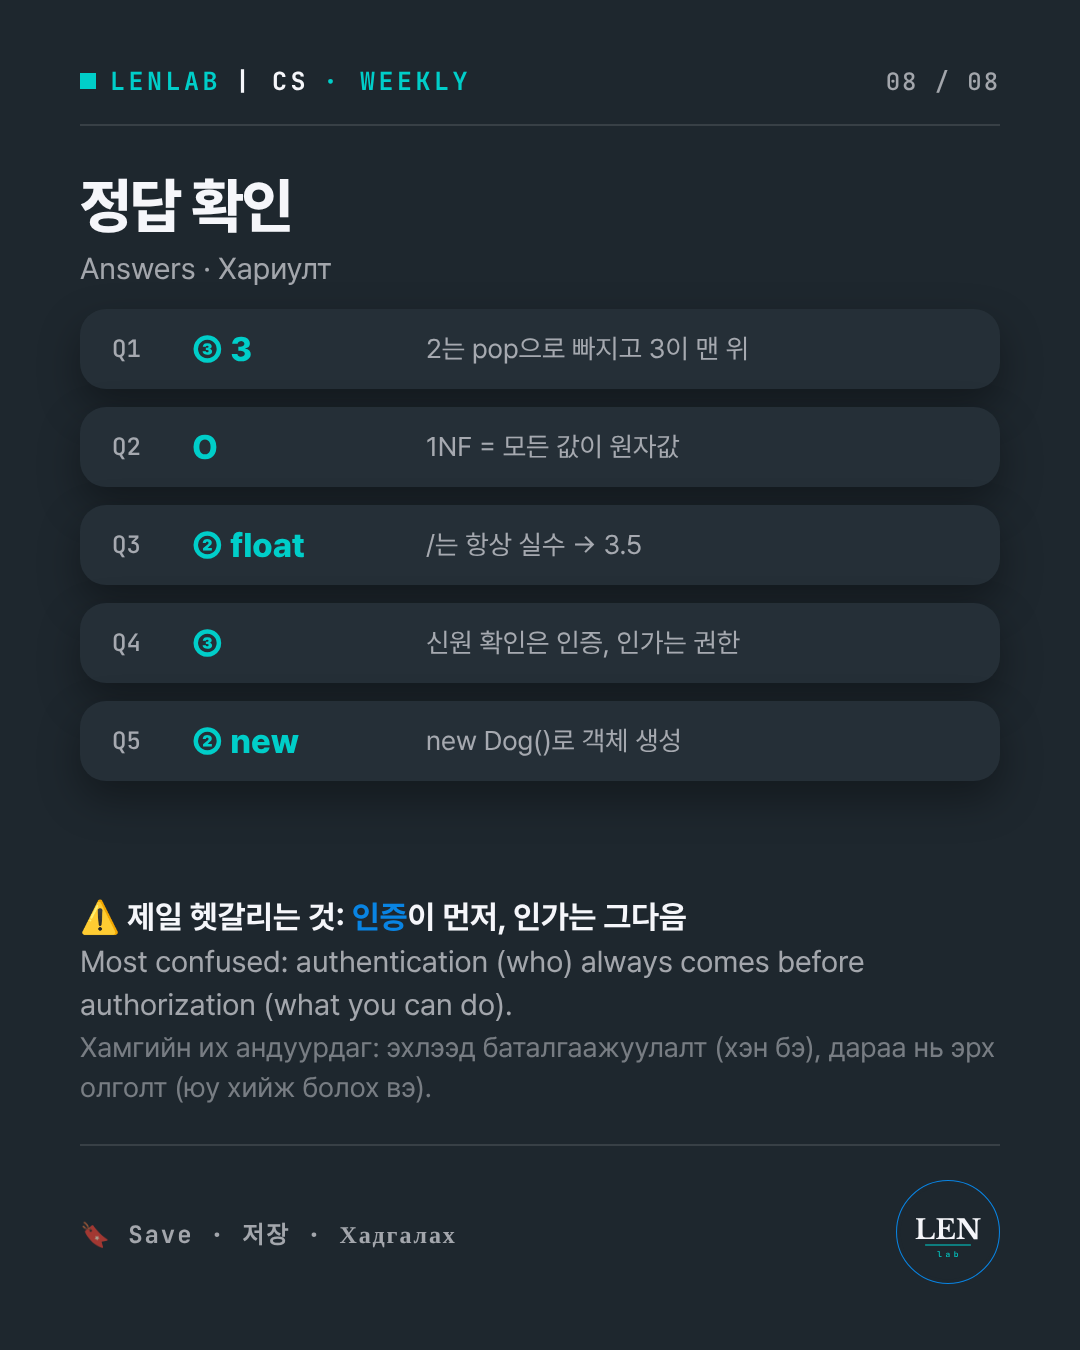 LENLAB | CS · WEEKLY
08 / 08
정답 확인
Answers · Хариулт
Q1 ③ 3 2는 pop으로 빠지고 3이 맨 위
Q2 O 1NF = 모든 값이 원자값
Q3 ② float /는 항상 실수 → 3.5
Q4 ③ 신원 확인은 인증, 인가는 권한
Q5 ② new new Dog()로 객체 생성
⚠️ 제일 헷갈리는 것: 인증이 먼저, 인가는 그다음
Most confused: authentication (who) always comes before
authorization (what you can do).
Хамгийн их андуурдаг: эхлээд баталгаажуулалт (хэн бэ), дараа нь эрх
олголт (юу хийж болох вэ).
🔖 Save · 저장 · Хадгалах
LEN
lab